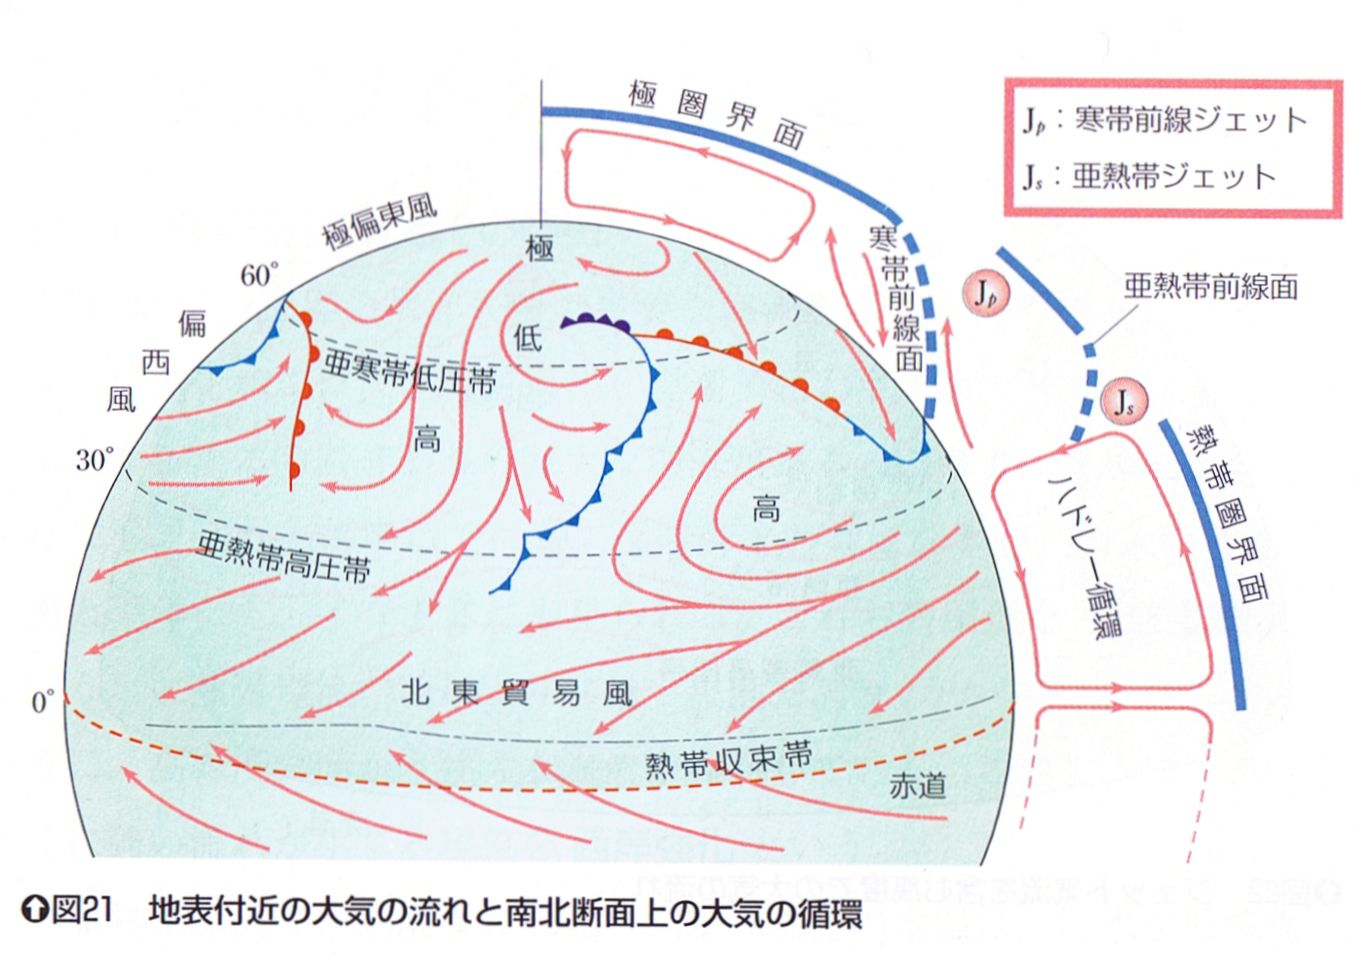 極圏界面
Jp：寒帯前線ジェット
Js：亜熱帯ジェット
極偏東風
極
60°
寒帯前線面
Jp
亜熱帯前線面
偏西風
低
亜寒帯低圧帯
Js
高
30°
熱帯圏界面
高
ハドレー循環
亜熱帯高圧帯
北東貿易風
0°
熱帯収束帯
赤道
図21 地表付近の大気の流れと南北断面上の大気の循環